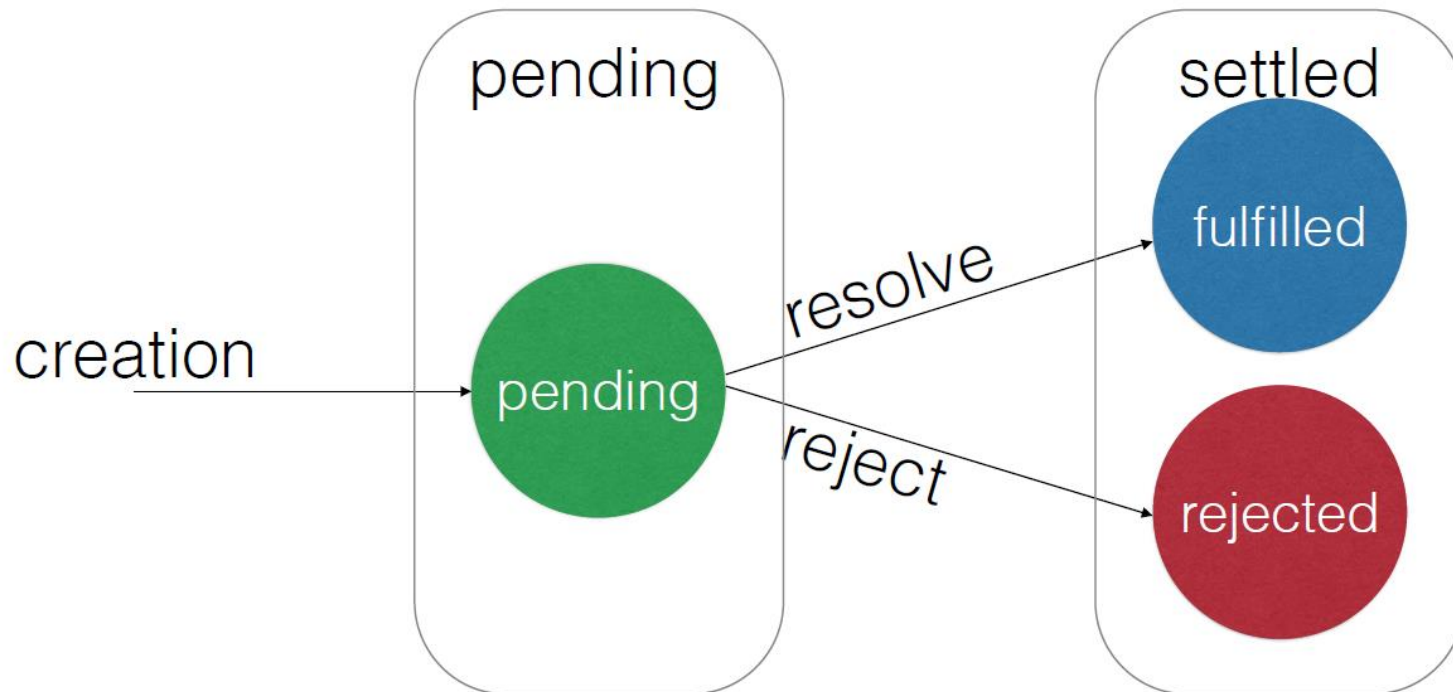 pending
settled
fulfilled
resolve
creation
pending
reject
rejected